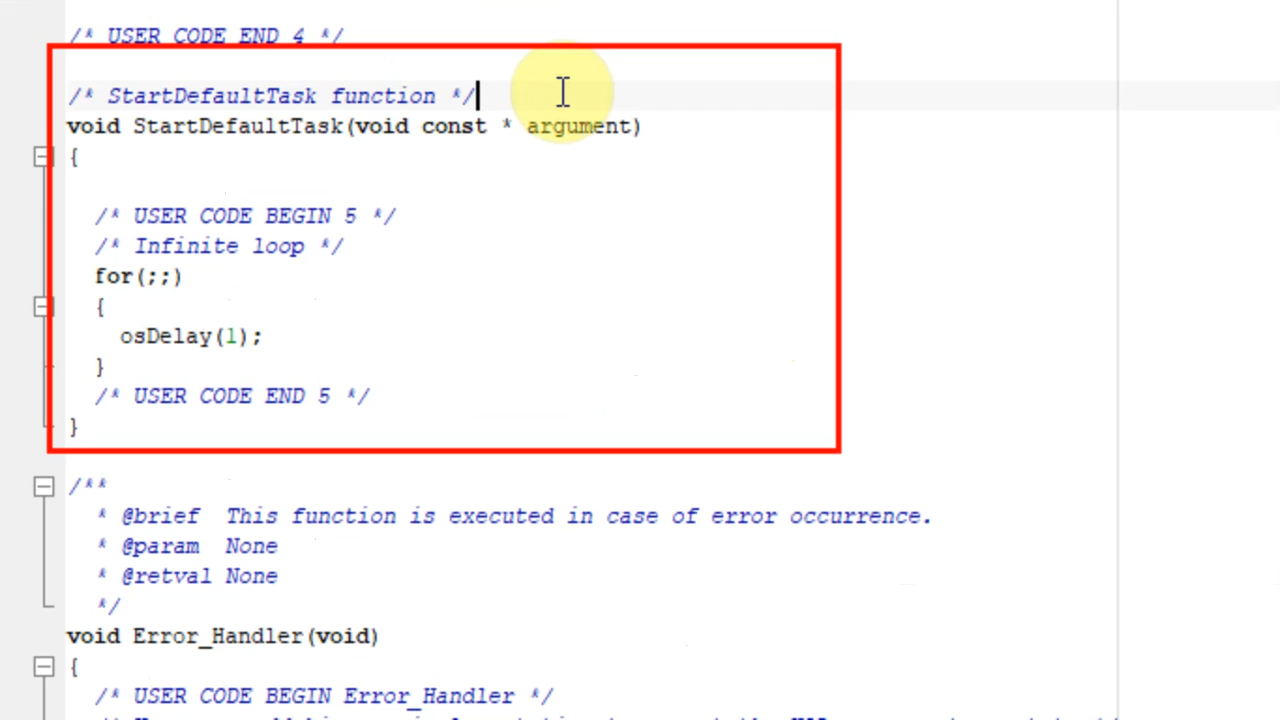 /* USER CODE END 4 */
/* StartDefaultTask function */
void StartDefaultTask(void const * argument)
{
/* USER CODE BEGIN 5 */
/* Infinite loop */
for(;;)
{
osDelay(1);
}
/* USER CODE END 5 */
}
/**
* @brief  This function is executed in case of error occurrence.
* @param  None
* @retval None
*/
void Error_Handler(void)
{
/* USER CODE BEGIN Error_Handler */